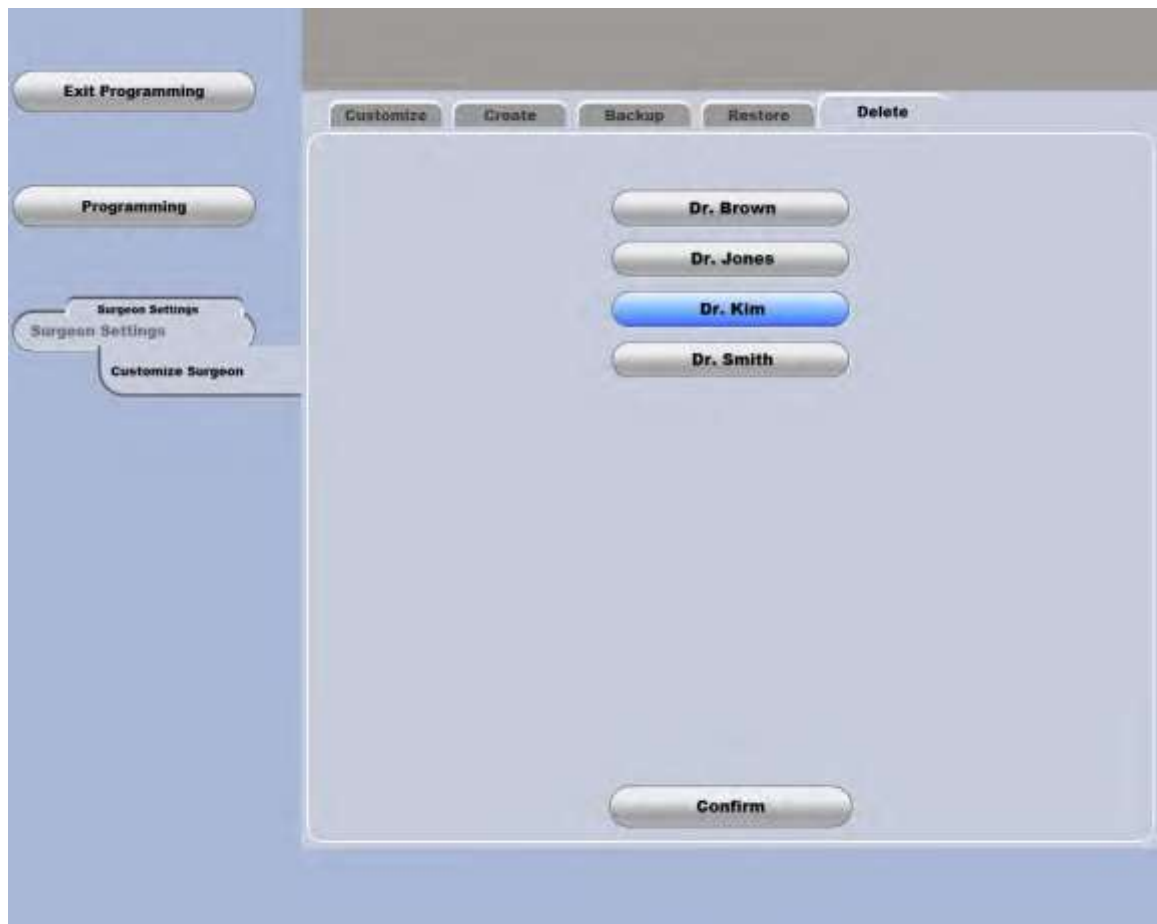 Exit Programming
Programming
Surgeon Settings
Surgeon Settings
Customize Surgeon
Customize Create Backup Restore Delete
Dr. Brown
Dr. Jones
Dr. Kim
Dr. Smith
Confirm